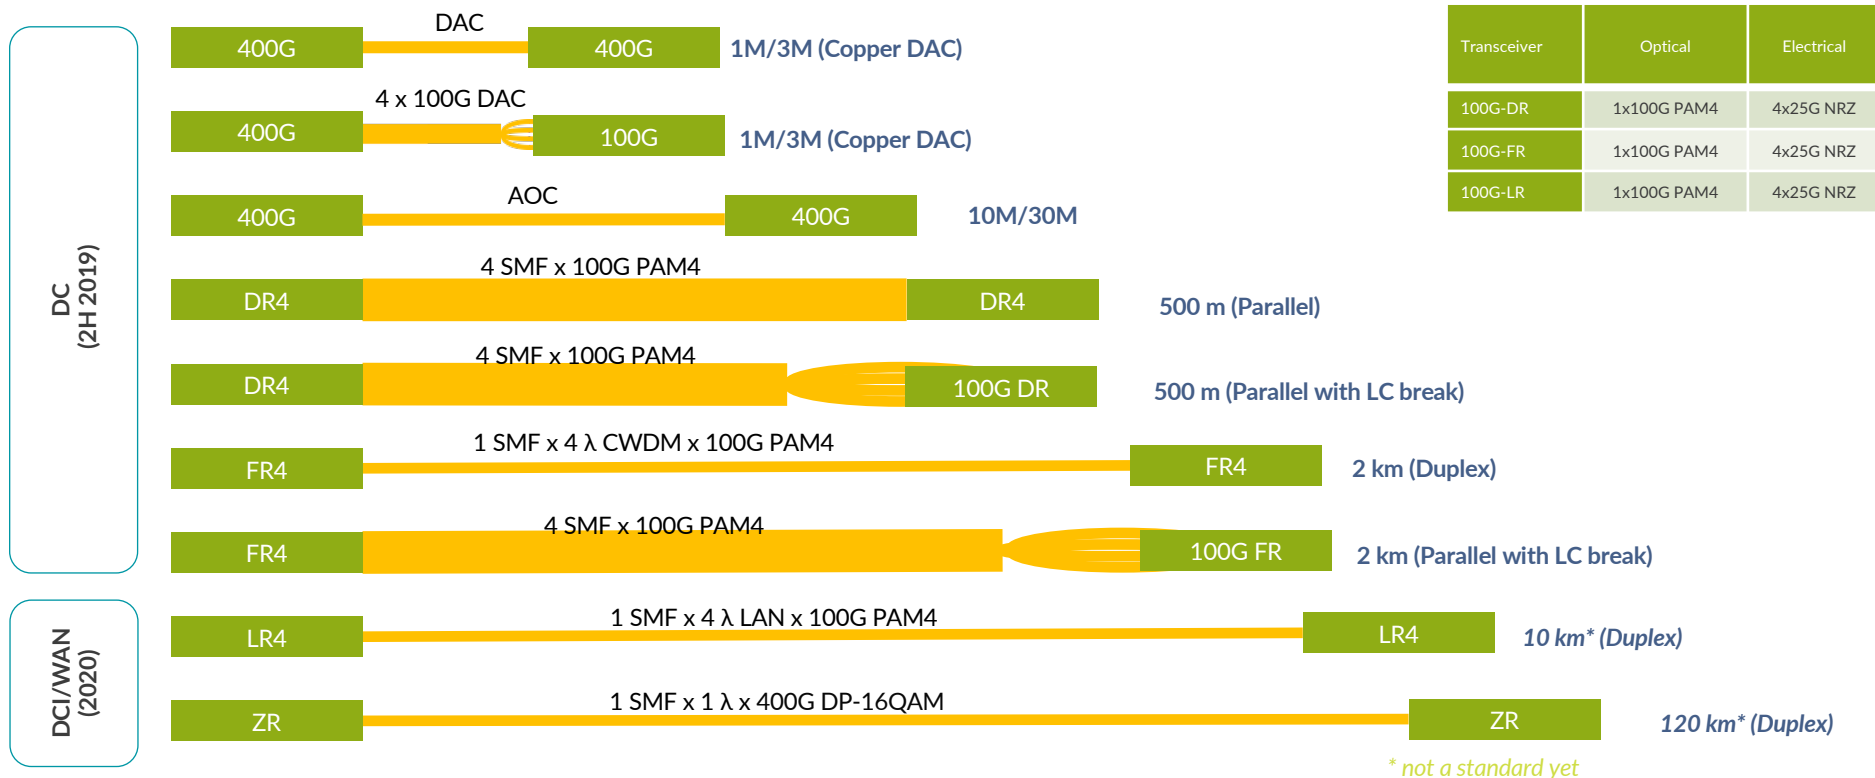 DC
(2H 2019)
DAC
400G
400G
1M/3M (Copper DAC)
4 x 100G DAC
400G
100G
1M/3M (Copper DAC)
AOC
400G
400G
10M/30M
4 SMF x 100G PAM4
DR4
DR4
500 m (Parallel)
4 SMF x 100G PAM4
DR4
100G DR
500 m (Parallel with LC break)
1 SMF x 4 λ CWDM x 100G PAM4
FR4
FR4
2 km (Duplex)
4 SMF x 100G PAM4
FR4
100G FR
2 km (Parallel with LC break)
DCI/WAN
(2020)
1 SMF x 4 λ LAN x 100G PAM4
LR4
LR4
10 km* (Duplex)
1 SMF x 1 λ x 400G DP-16QAM
ZR
ZR
120 km* (Duplex)
* not a standard yet
Transceiver Optical Electrical
100G-DR 1x100G PAM4 4x25G NRZ
100G-FR 1x100G PAM4 4x25G NRZ
100G-LR 1x100G PAM4 4x25G NRZ